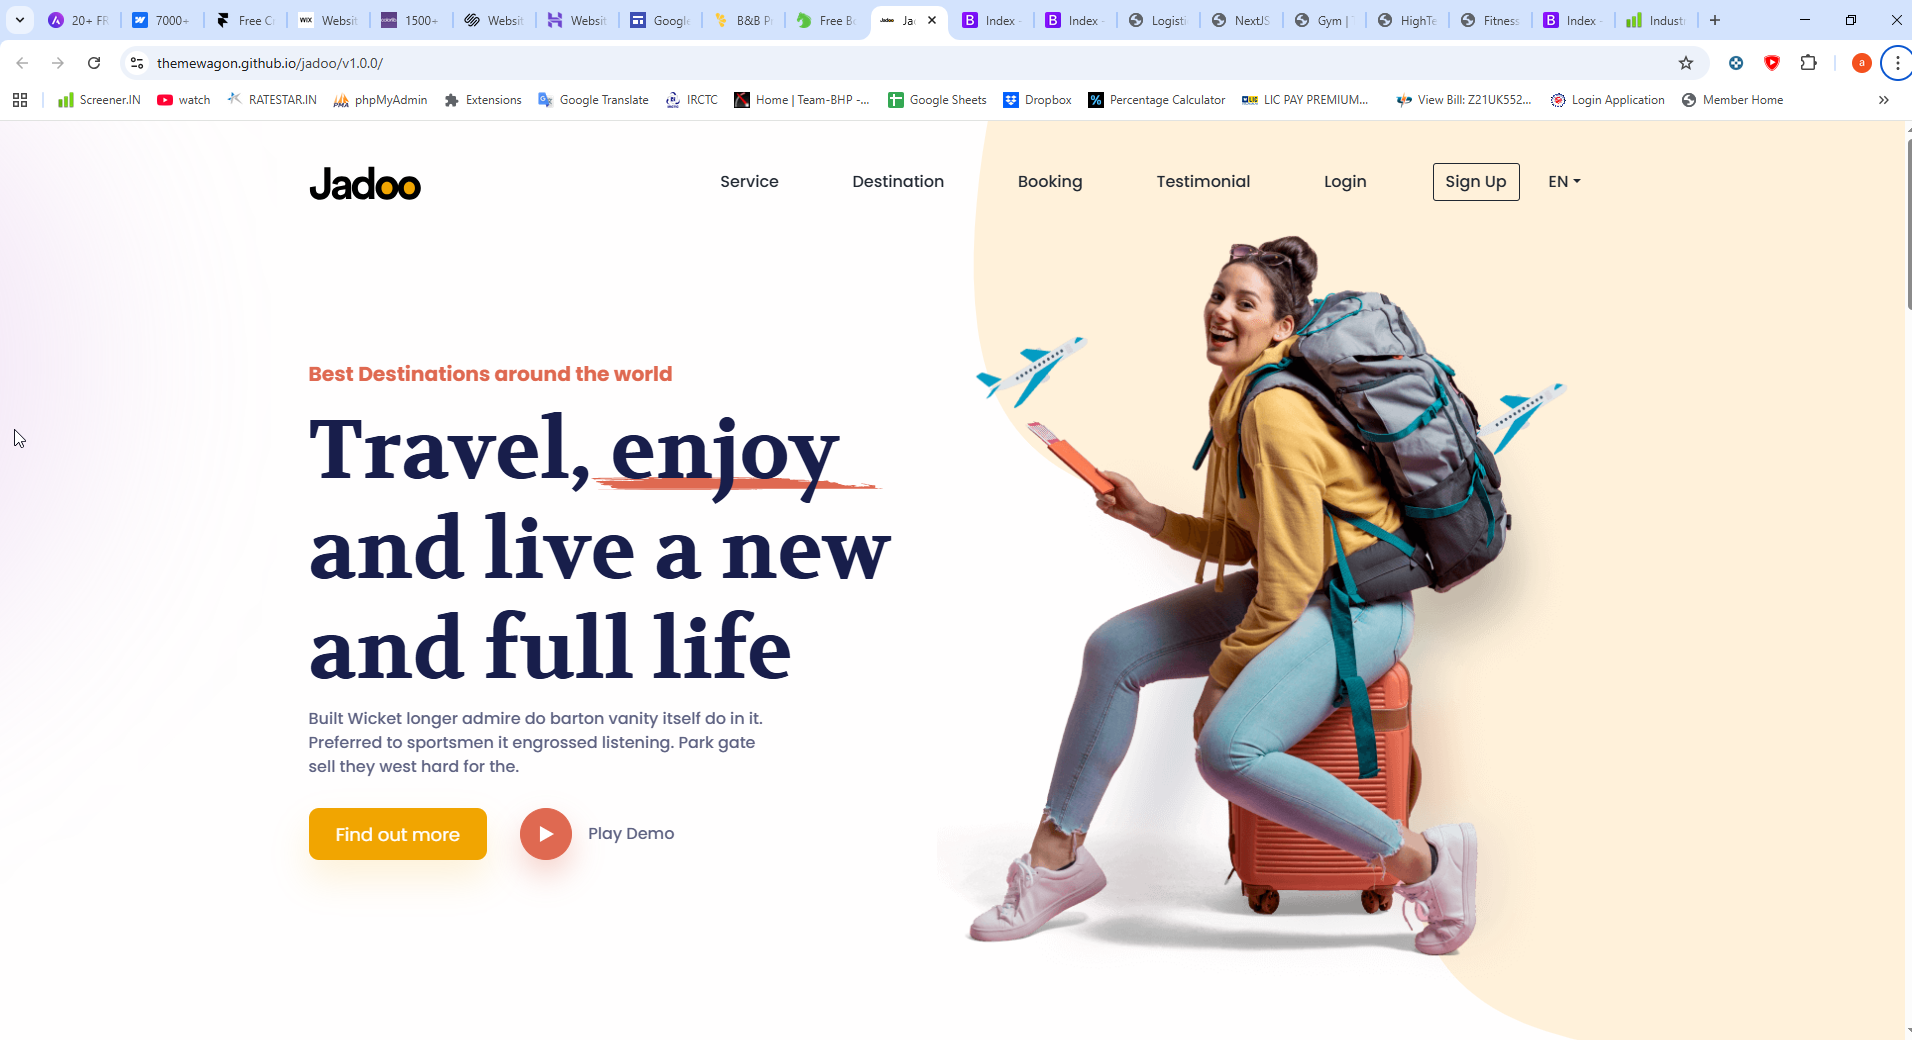 20+ FR
7000+
Free C
Websit
1500+
Websit
Websit
Google
B&B P
Free Bo
Ja
Index -
Index -
Logisti
NextJS
Gym |
HighTe
Fitness
Index -
Industr
themewagon.github.io/jadoo/v1.0.0/
a
Screener.IN
watch
RATESTAR.IN
phpMyAdmin
Extensions
Google Translate
IRCTC
Home | Team-BHP -...
Google Sheets
Dropbox
Percentage Calculator
LIC PAY PREMIUM...
View Bill: Z21UK552...
Login Application
Member Home
Jadoo
Service
Destination
Booking
Testimonial
Login
Sign Up
EN
Best Destinations around the world
Travel, enjoy
and live a new
and full life
Built Wicket longer admire do barton vanity itself do in it.
Preferred to sportsmen it engrossed listening. Park gate
sell they west hard for the.
Find out more
Play Demo